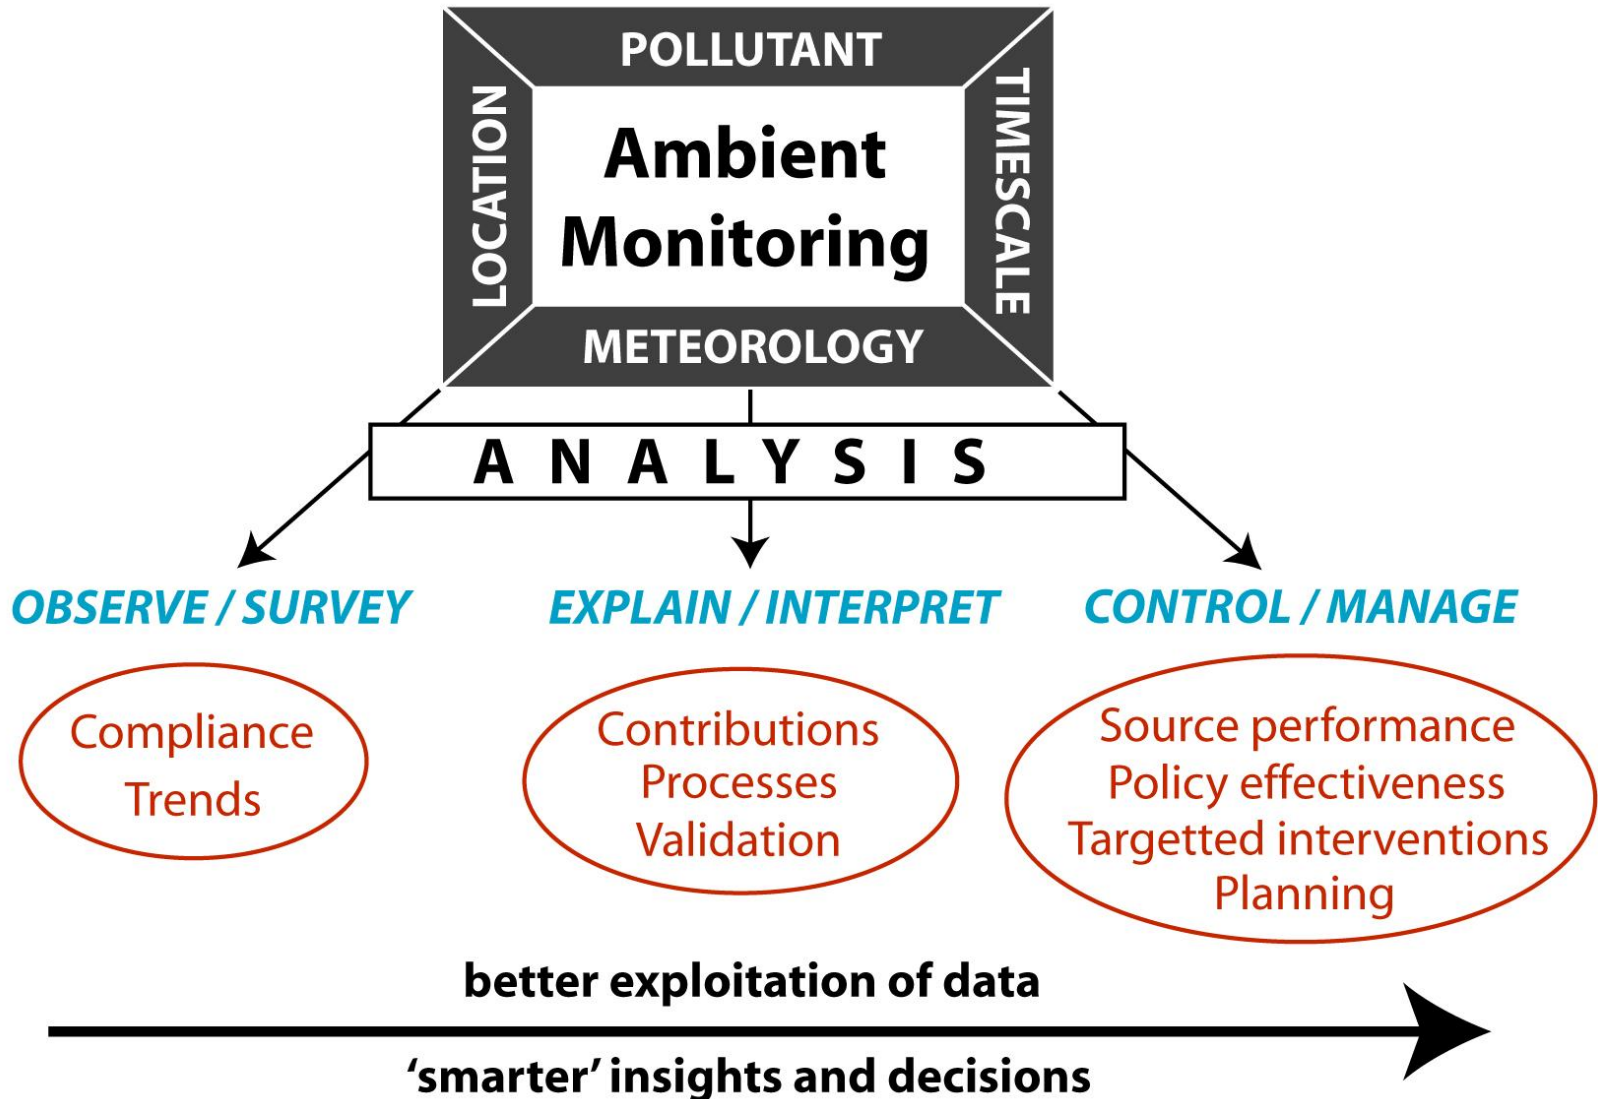 POLLUTANT
LOCATION
Ambient
Monitoring
TIMESCALE
METEOROLOGY
ANALYSIS
OBSERVE / SURVEY
EXPLAIN / INTERPRET
CONTROL / MANAGE
Compliance
Trends
Contributions
Processes
Validation
Source performance
Policy effectiveness
Targetted interventions
Planning
better exploitation of data
‘smarter’ insights and decisions